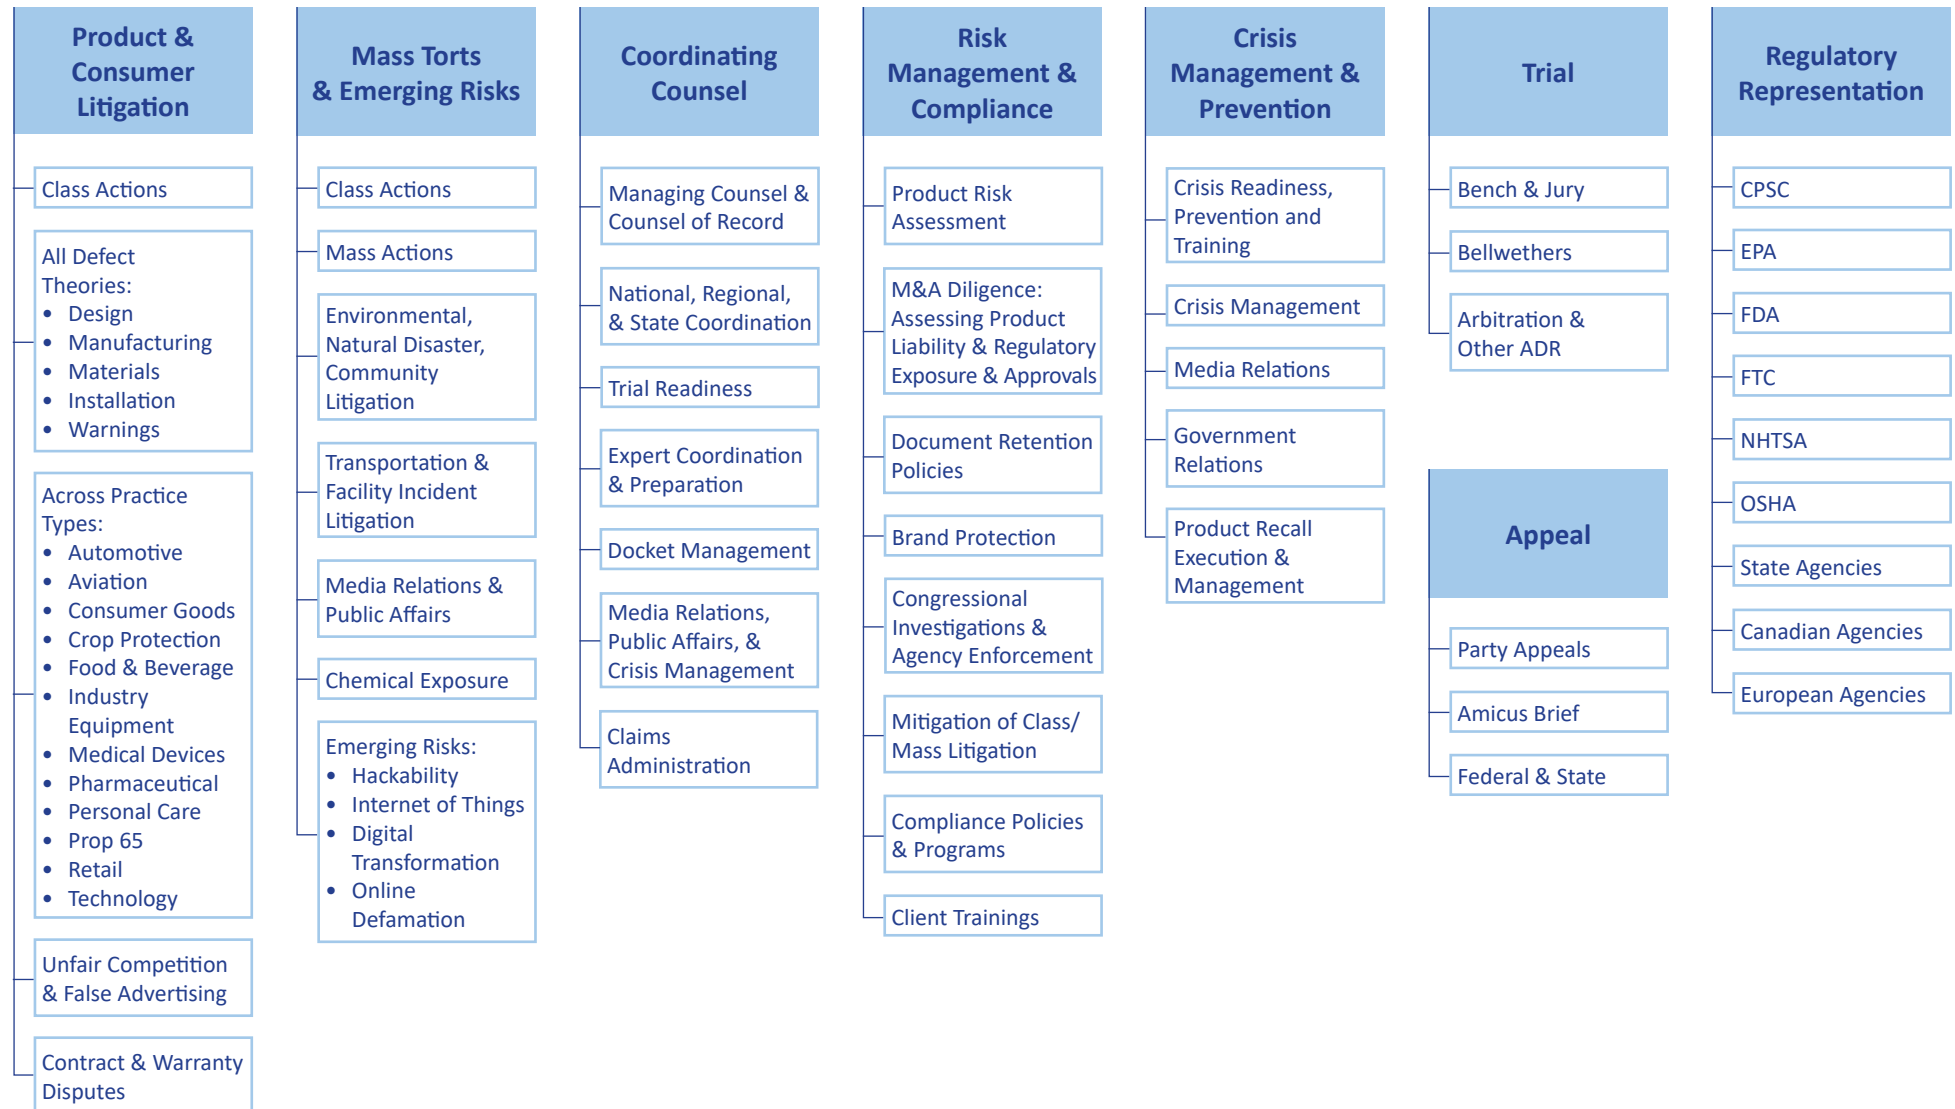 Product &
Consumer
Litigation
Class Actions
All Defect
Theories:
• Design
• Manufacturing
• Materials
• Installation
• Warnings
Across Practice
Types:
• Automotive
• Aviation
• Consumer Goods
• Crop Protection
• Food & Beverage
• Industry
Equipment
• Medical Devices
• Pharmaceutical
• Personal Care
• Prop 65
• Retail
• Technology
Unfair Competition
& False Advertising
Contract & Warranty
Disputes
Mass Torts
& Emerging Risks
Class Actions
Mass Actions
Environmental,
Natural Disaster,
Community
Litigation
Transportation &
Facility Incident
Litigation
Media Relations &
Public Affairs
Chemical Exposure
Emerging Risks:
• Hackability
• Internet of Things
• Digital
Transformation
• Online
Defamation
Coordinating
Counsel
Managing Counsel &
Counsel of Record
National, Regional,
& State Coordination
Trial Readiness
Expert Coordination
& Preparation
Docket Management
Media Relations,
Public Affairs, &
Crisis Management
Claims
Administration
Risk
Management &
Compliance
Product Risk
Assessment
M&A Diligence:
Assessing Product
Liability & Regulatory
Exposure & Approvals
Document Retention
Policies
Brand Protection
Congressional
Investigations &
Agency Enforcement
Mitigation of Class/
Mass Litigation
Compliance Policies
& Programs
Client Trainings
Crisis
Management &
Prevention
Crisis Readiness,
Prevention and
Training
Crisis Management
Media Relations
Government
Relations
Product Recall
Execution &
Management
Trial
Bench & Jury
Bellwethers
Arbitration &
Other ADR
Appeal
Party Appeals
Amicus Brief
Federal & State
Regulatory
Representation
CPSC
EPA
FDA
FTC
NHTSA
OSHA
State Agencies
Canadian Agencies
European Agencies